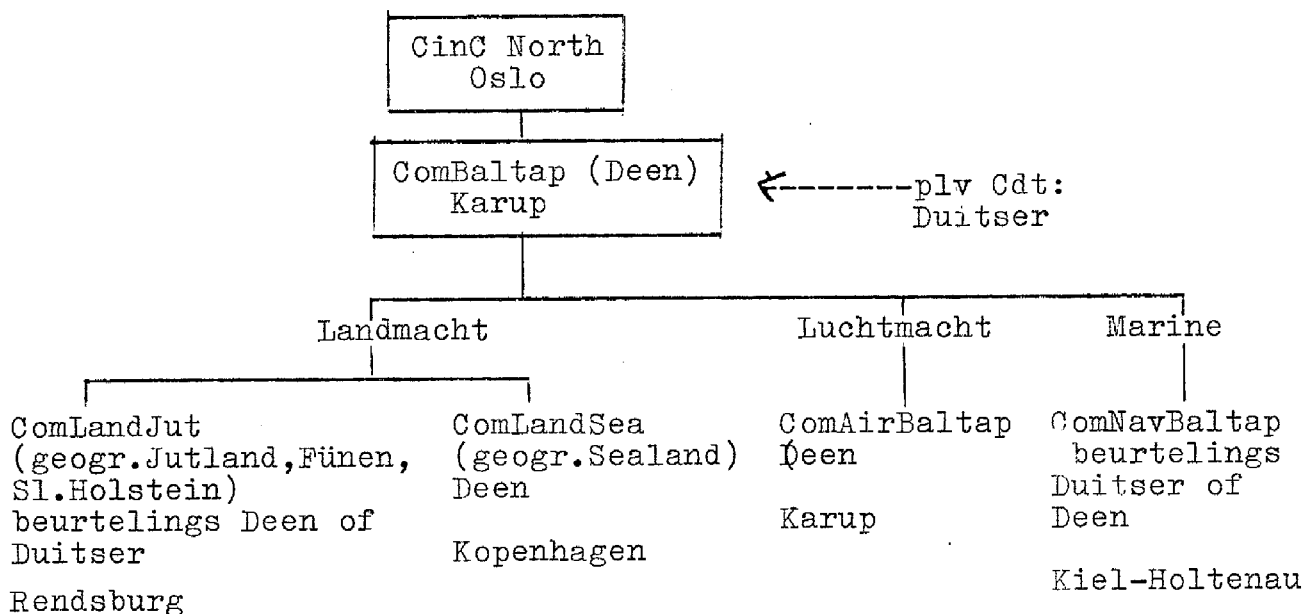 CinC North
Oslo
ComBaltap (Deen)
Karup
plv Cdt:
Duitser
Landmacht
Luchtmacht
Marine
ComLandJut
(geogr.Jutland,Fünen,
Sl.Holstein)
beurtelings Deen of
Duitser
Rendsburg
ComLandSea
(geogr.Sealand)
Deen
Kopenhagen
ComAirBaltap
Deen
Karup
ComNavBaltap
beurtelings
Duitser of
Deen
Kiel-Holtenau